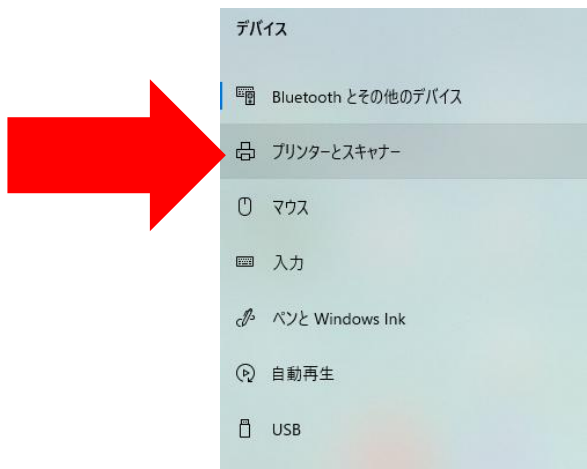 デバイス
Bluetooth とその他のデバイス
プリンターとスキャナー
マウス
入力
ペンと Windows Ink
自動再生
USB